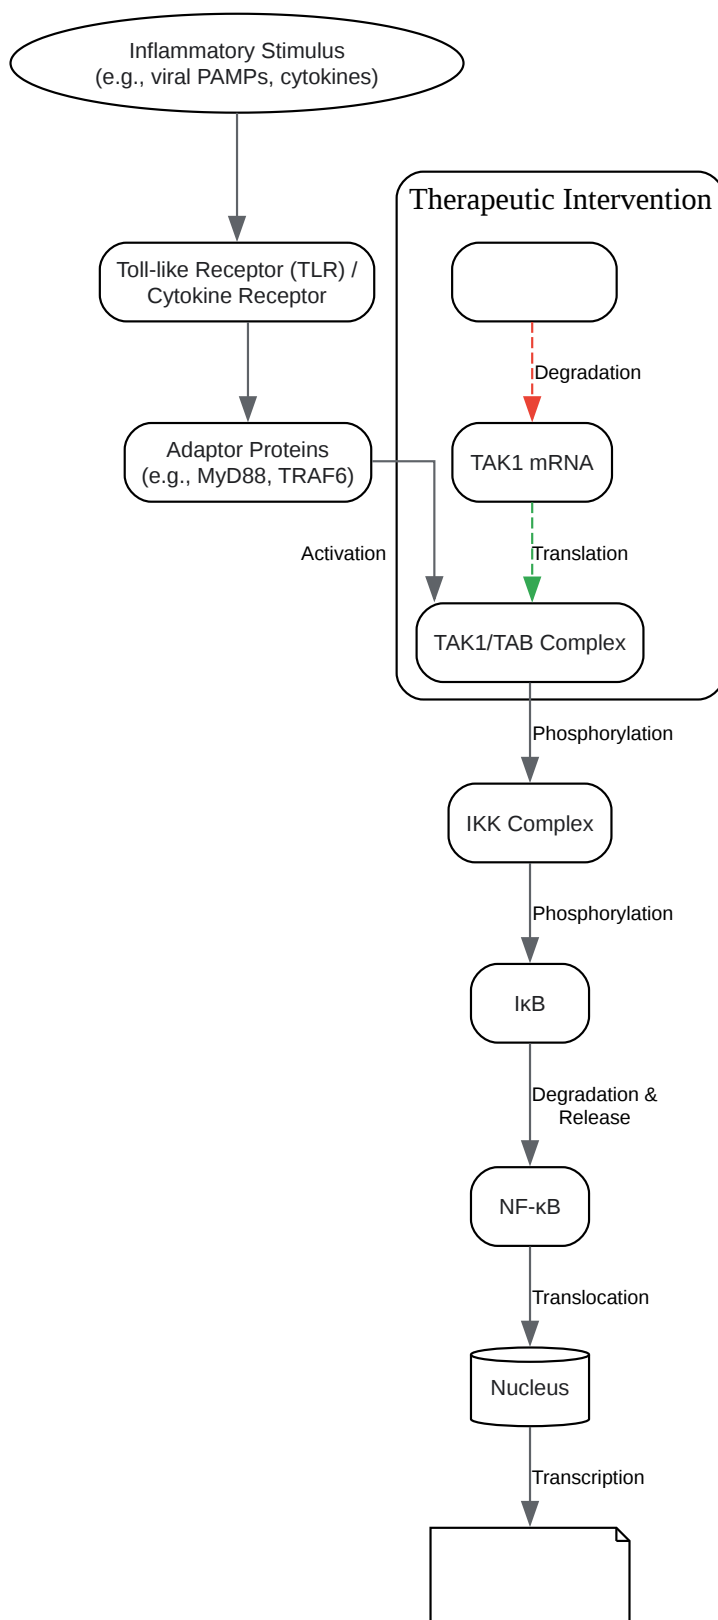 Inflammatory Stimulus
(e.g., viral PAMPs, cytokines)
Therapeutic Intervention
Toll-like Receptor (TLR) /
Cytokine Receptor
Degradation
Adaptor Proteins
(e.g., MyD88, TRAF6)
TAK1 mRNA
Activation
Translation
TAK1/TAB Complex
Phosphorylation
IKK Complex
Phosphorylation
IκB
Degradation &
Release
NF-κB
Translocation
Nucleus
Transcription